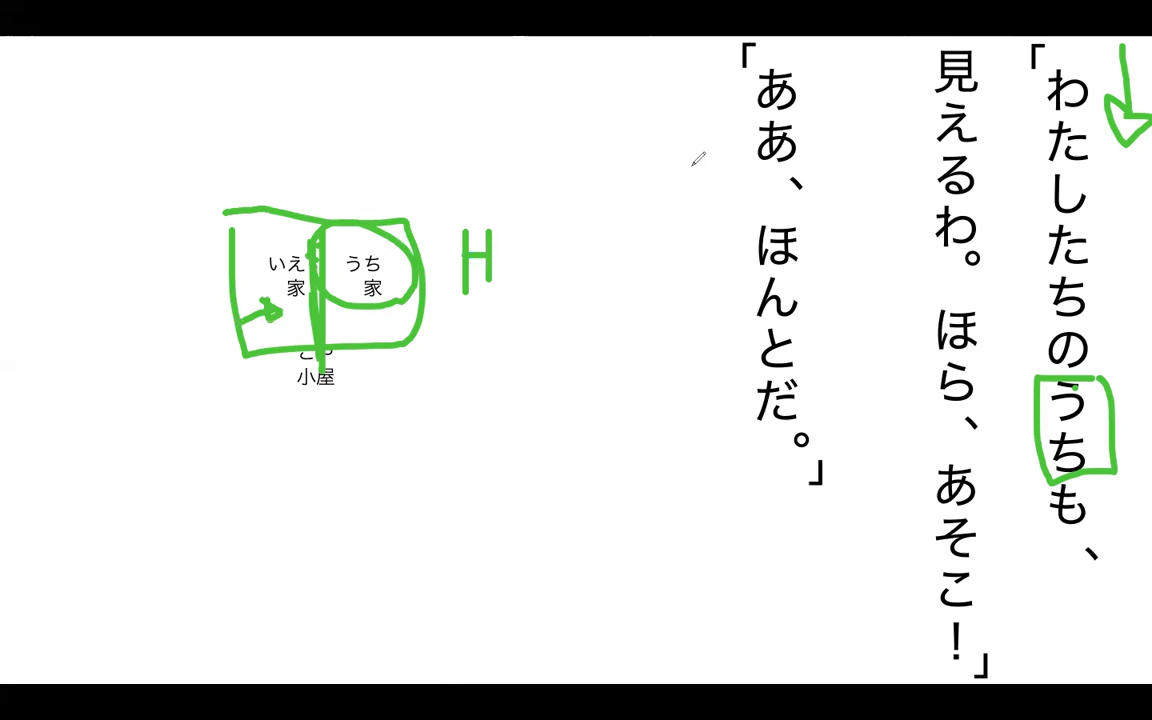 「わたしたちのうちも、
見えるわ。ほら、あそこ！」
「ああ、ほんとだ。」
いえ うち
家 家
小屋
H